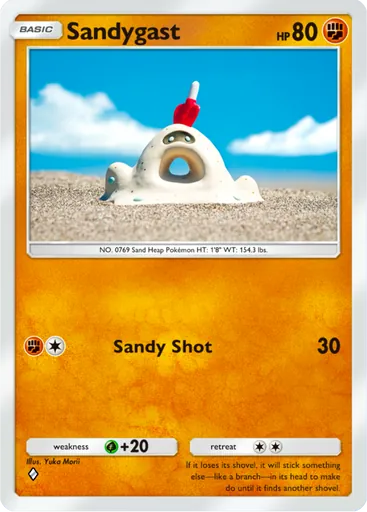 BASIC Sandygast HP 80
NO. 0769 Sand Heap Pokémon HT: 1'8" WT: 154.3 lbs.
Sandy Shot 30
weakness +20 retreat
Illus. Yuka Morii
If it loses its shovel, it will stick something
else—like a branch—in its head to make
do until it finds another shovel.